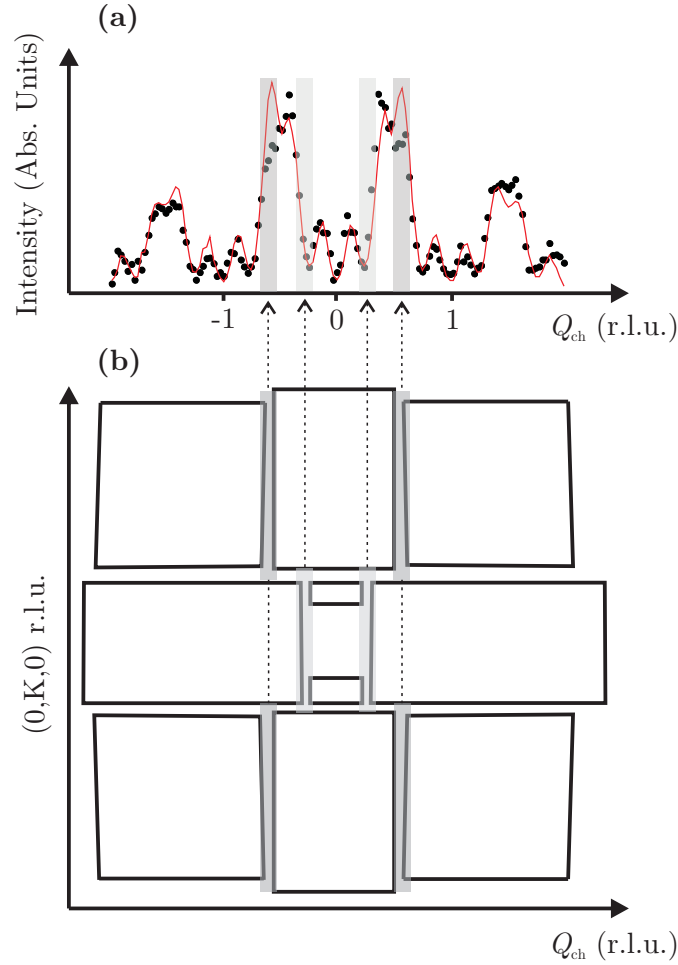 (a)
Intensity (Abs. Units)
-1
0
1
Q_ch (r.l.u.)
(b)
(0,K,0) r.l.u.
Q_ch (r.l.u.)